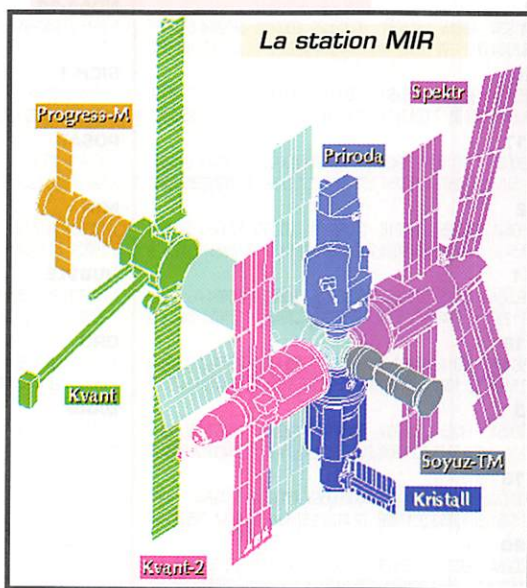 La station MIR
Spektr
Progress-M
Priroda
Kvant
Soyuz-TM
Kristall
Kvant-2